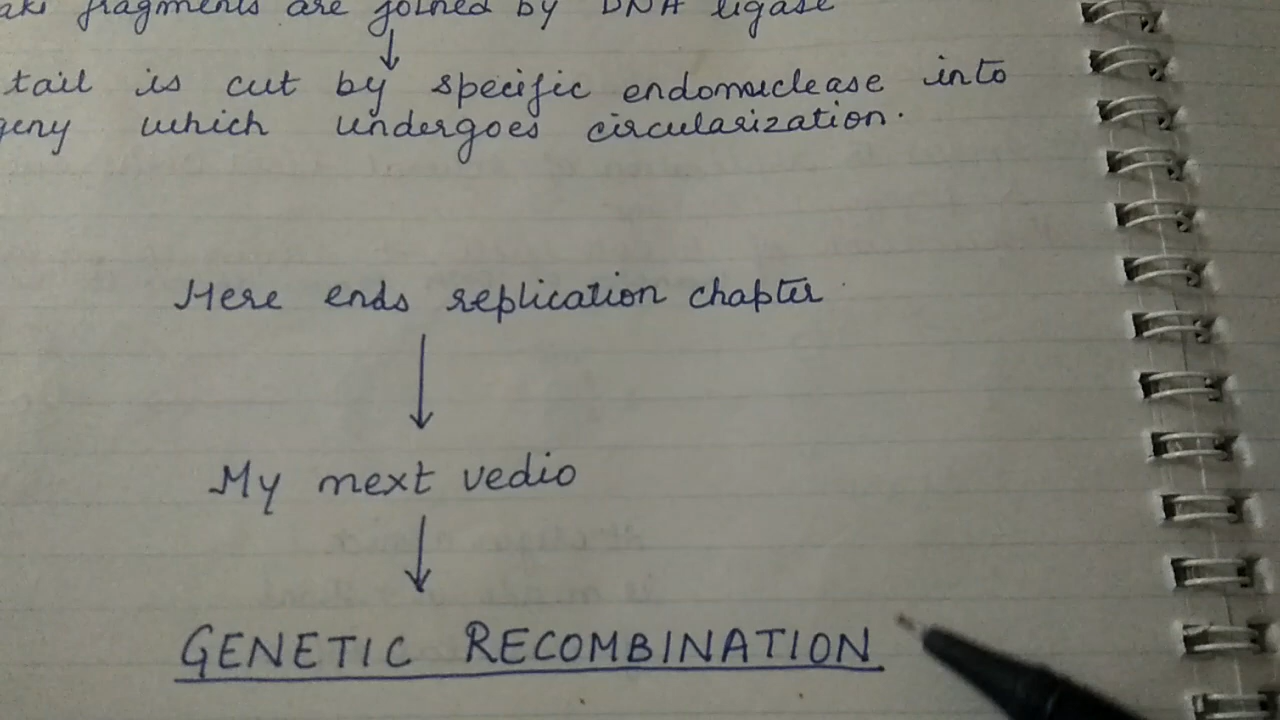 fragments are joined by DNA ligase
↓
tail is cut by specific endonuclease into
which undergoes circularization.
Here ends replication chapter
↓
My next vedio
↓
GENETIC RECOMBINATION